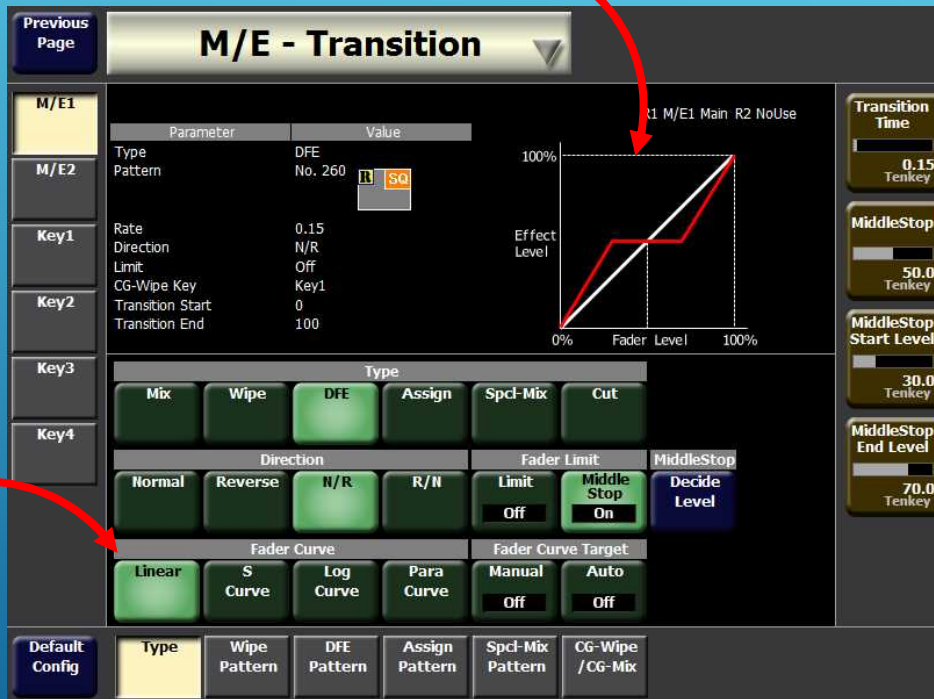 Previous
Page
M/E - Transition
M/E1
M/E2
Key1
Key2
Key3
Key4
R1 M/E1 Main R2 NoUse
Parameter Value
Type DFE
Pattern No. 260 R SQ
Rate 0.15
Direction N/R
Limit Off
CG-Wipe Key Key1
Transition Start 0
Transition End 100
100%
Effect
Level
0% Fader Level 100%
Transition
Time
0.15
Tenkey
MiddleStop
50.0
Tenkey
MiddleStop
Start Level
30.0
Tenkey
MiddleStop
End Level
70.0
Tenkey
Type
Mix Wipe DFE Assign Spcl-Mix Cut
Direction Fader Limit MiddleStop
Normal Reverse N/R R/N Limit Middle Decide
Stop Level
Off On
Fader Curve Fader Curve Target
Linear S Log Para Manual Auto
Curve Curve Curve
Off Off
Default Type Wipe DFE Assign Spcl-Mix CG-Wipe
Config Pattern Pattern Pattern Pattern /CG-Mix